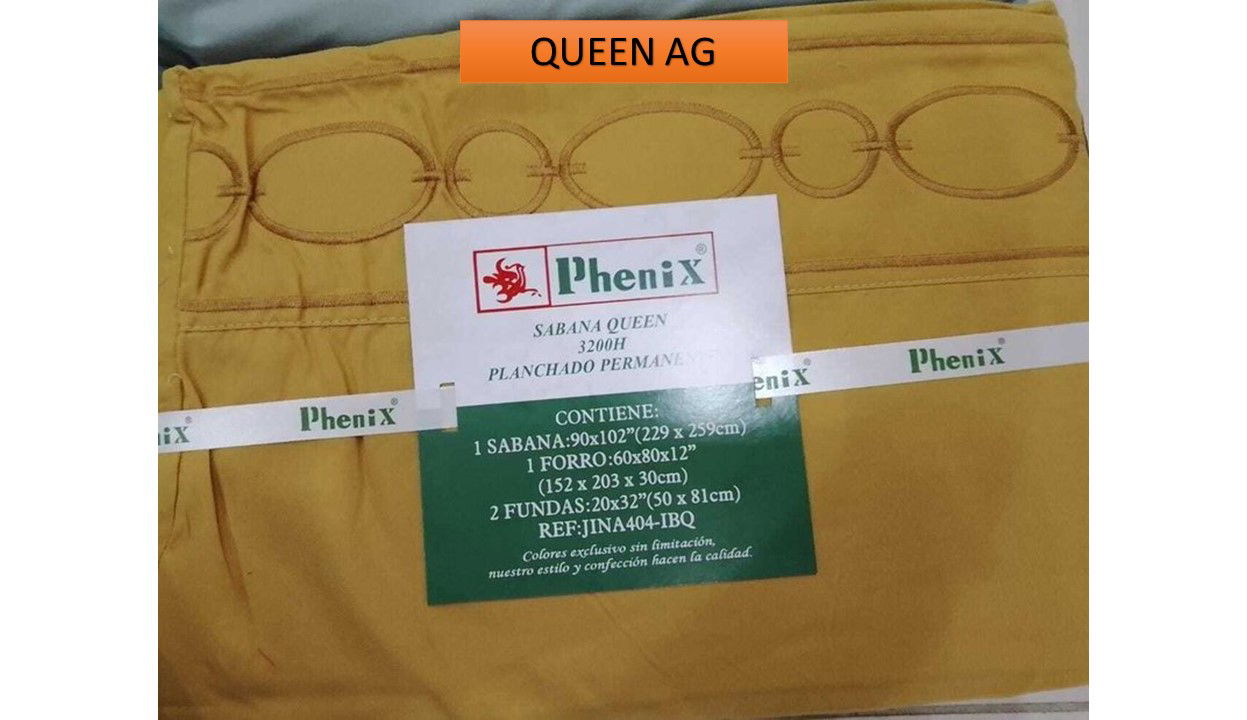 QUEEN AG
PheniX®
SABANA QUEEN
3200H
PLANCHADO PERMANENTE
CONTIENE:
1 SABANA:90x102”(229 x 259cm)
1 FORRO:60x80x12”
(152 x 203 x 30cm)
2 FUNDAS:20x32”(50 x 81cm)
REF:JINA404-IBQ
Colores exclusivo sin limitación,
nuestro estilo y confección hacen la calidad.
iX®
PheniX®
eniX®
PheniX®